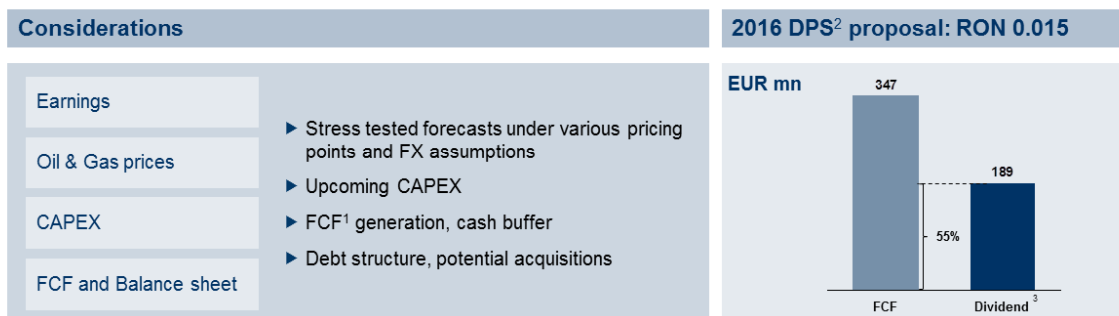 Considerations
Earnings
Oil & Gas prices
CAPEX
FCF and Balance sheet
▶ Stress tested forecasts under various pricing
points and FX assumptions
▶ Upcoming CAPEX
▶ FCF¹ generation, cash buffer
▶ Debt structure, potential acquisitions
2016 DPS² proposal: RON 0.015
EUR mn
347
189
55%
FCF
Dividend ³